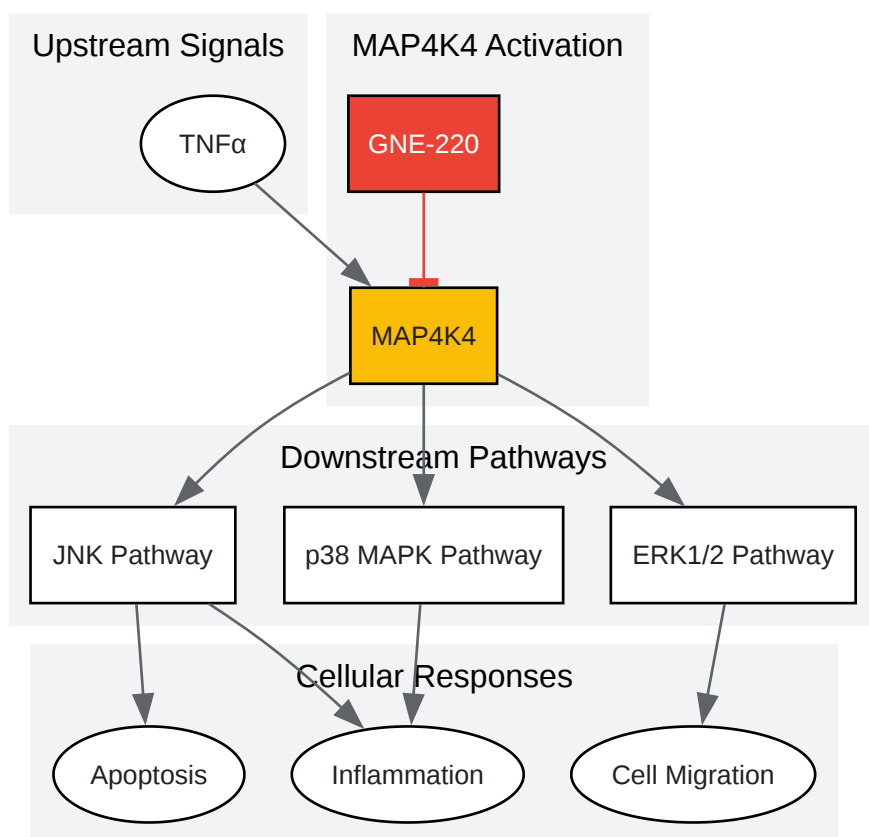 Upstream Signals
MAP4K4 Activation
TNFα
GNE-220
MAP4K4
Downstream Pathways
JNK Pathway
p38 MAPK Pathway
ERK1/2 Pathway
Cellular Responses
Apoptosis
Inflammation
Cell Migration